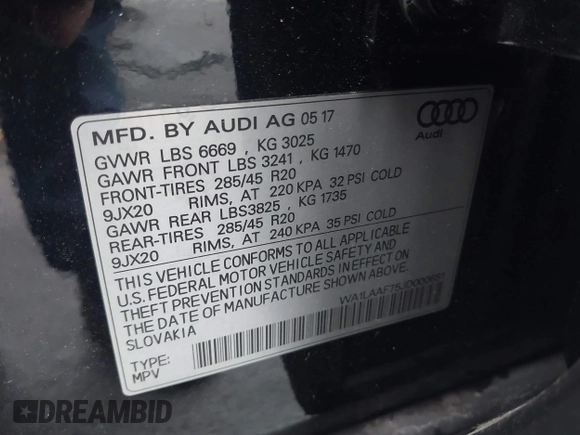 MFD. BY AUDI AG 05 17
Audi
GVWR LBS 6669 , KG 3025
GAWR FRONT LBS 3241 , KG 1470
FRONT-TIRES 285/45 R20
9JX20 RIMS, AT 220 KPA 32 PSI COLD
GAWR REAR LBS3825 , KG 1735
REAR-TIRES 285/45 R20
9JX20 RIMS, AT 240 KPA 35 PSI COLD
THIS VEHICLE CONFORMS TO ALL APPLICABLE
U.S. FEDERAL MOTOR VEHICLE SAFETY AND
THEFT PREVENTION STANDARDS IN EFFECT ON
THE DATE OF MANUFACTURE SHOWN ABOVE.
SLOVAKIA
TYPE:
MPV
DREAMBID